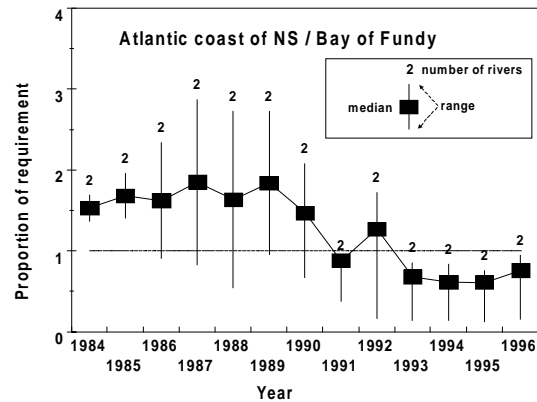 Atlantic coast of NS / Bay of Fundy
2 number of rivers
median
range
Proportion of requirement
4
3
2
1
0
2 2 2 2 2 2 2 2 2 2 2 2 2
1984 1986 1988 1990 1992 1994 1996
1985 1987 1989 1991 1993 1995
Year